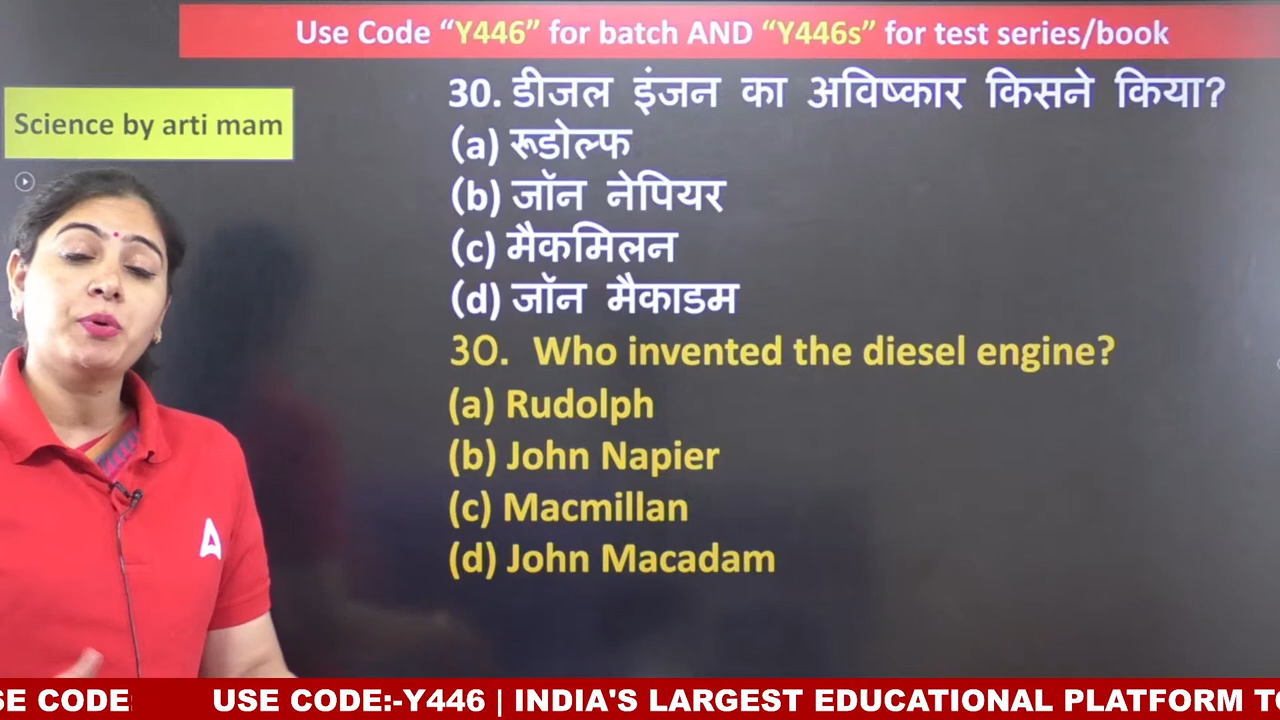 Use Code “Y446” for batch AND “Y446s” for test series/book
Science by arti mam
30. डीजल इंजन का अविष्कार किसने किया?
(a) रूडोल्फ
(b) जॉन नेपियर
(c) मैकमिलन
(d) जॉन मैकाडम
30. Who invented the diesel engine?
(a) Rudolph
(b) John Napier
(c) Macmillan
(d) John Macadam
SE CODE: USE CODE:-Y446 | INDIA'S LARGEST EDUCATIONAL PLATFORM